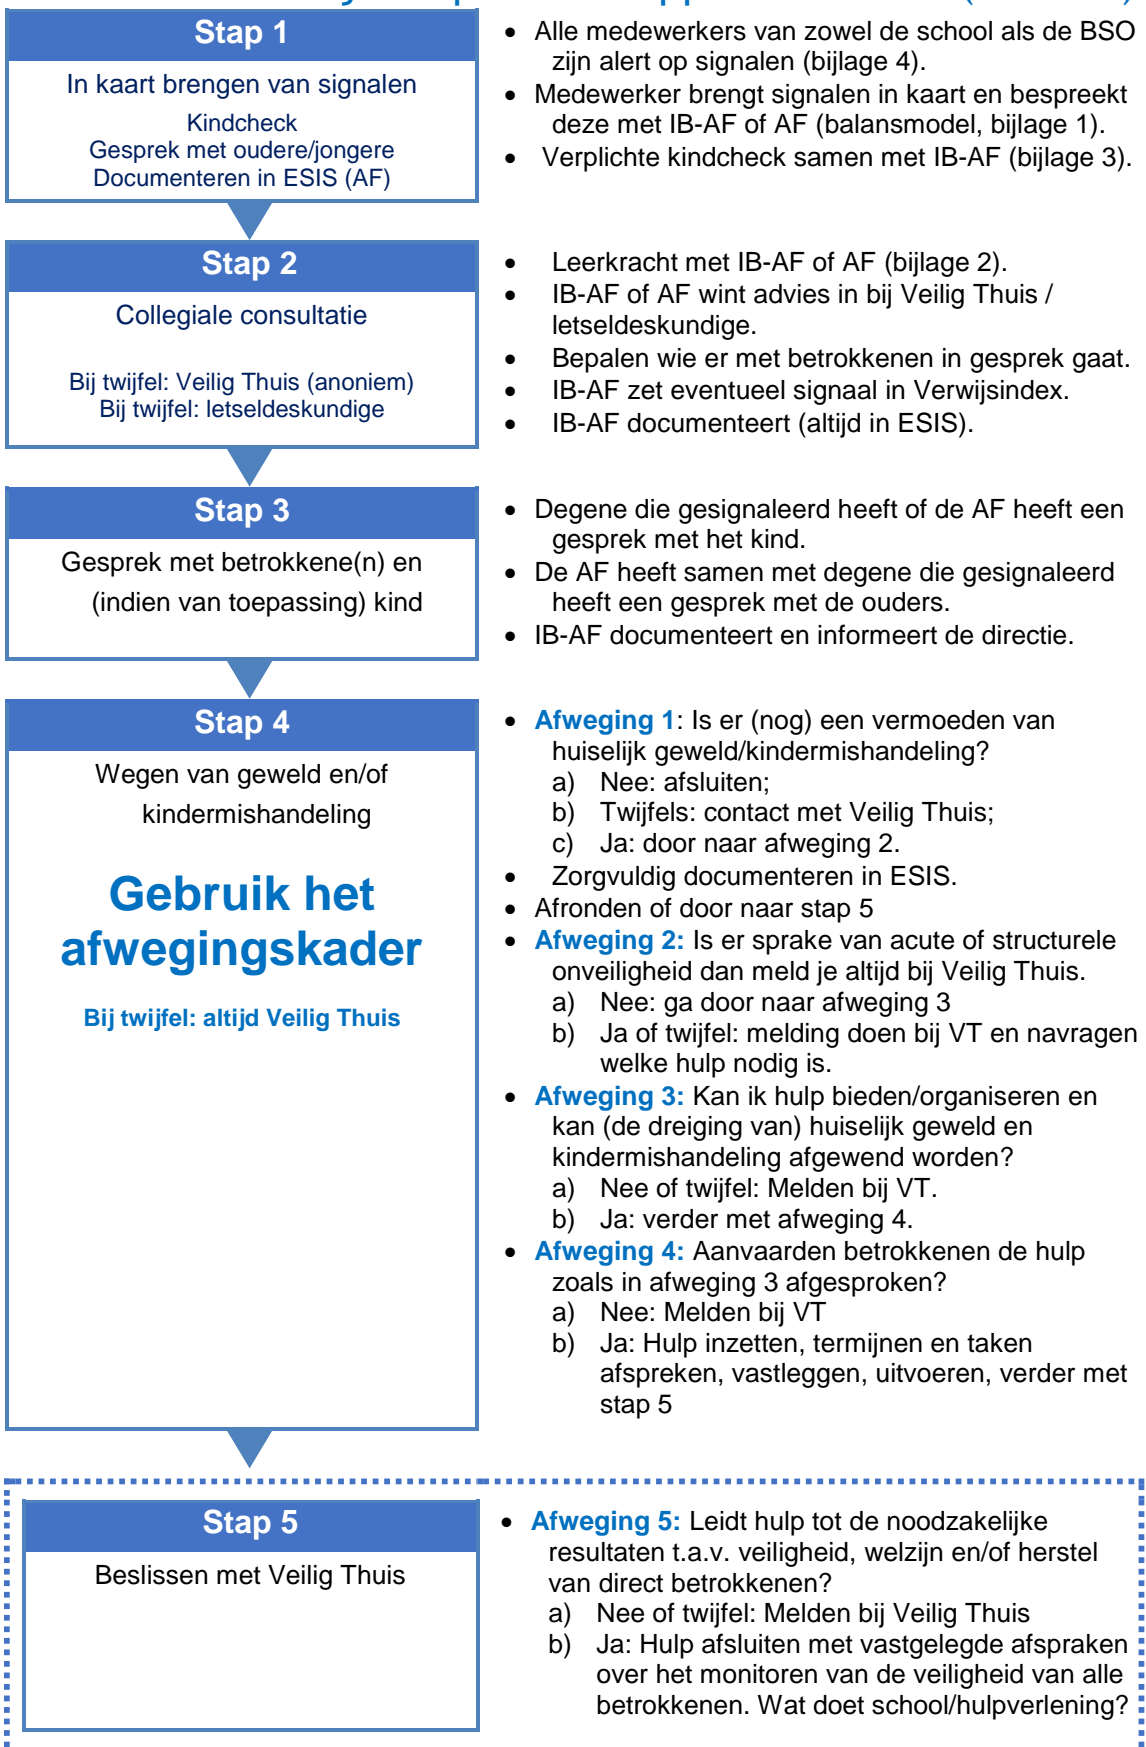 Stap 1
In kaart brengen van signalen
Kindcheck
Gesprek met oudere/jongere
Documenteren in ESIS (AF)
• Alle medewerkers van zowel de school als de BSO
zijn alert op signalen (bijlage 4).
• Medewerker brengt signalen in kaart en bespreekt
deze met IB-AF of AF (balansmodel, bijlage 1).
• Verplichte kindcheck samen met IB-AF (bijlage 3).
Stap 2
Collegiale consultatie
Bij twijfel: Veilig Thuis (anoniem)
Bij twijfel: letseldeskundige
• Leerkracht met IB-AF of AF (bijlage 2).
• IB-AF of AF wint advies in bij Veilig Thuis /
letseldeskundige.
• Bepalen wie er met betrokkenen in gesprek gaat.
• IB-AF zet eventueel signaal in Verwijsindex.
• IB-AF documenteert (altijd in ESIS).
Stap 3
Gesprek met betrokkene(n) en
(indien van toepassing) kind
• Degene die gesignaleerd heeft of de AF heeft een
gesprek met het kind.
• De AF heeft samen met degene die gesignaleerd
heeft een gesprek met de ouders.
• IB-AF documenteert en informeert de directie.
Stap 4
Wegen van geweld en/of
kindermishandeling
Gebruik het
afwegingskader
Bij twijfel: altijd Veilig Thuis
• Afweging 1: Is er (nog) een vermoeden van
huiselijk geweld/kindermishandeling?
a) Nee: afsluiten;
b) Twijfels: contact met Veilig Thuis;
c) Ja: door naar afweging 2.
• Zorgvuldig documenteren in ESIS.
• Afronden of door naar stap 5
• Afweging 2: Is er sprake van acute of structurele
onveiligheid dan meld je altijd bij Veilig Thuis.
a) Nee: ga door naar afweging 3
b) Ja of twijfel: melding doen bij VT en navragen
welke hulp nodig is.
• Afweging 3: Kan ik hulp bieden/organiseren en
kan (de dreiging van) huiselijk geweld en
kindermishandeling afgewend worden?
a) Nee of twijfel: Melden bij VT.
b) Ja: verder met afweging 4.
• Afweging 4: Aanvaarden betrokkenen de hulp
zoals in afweging 3 afgesproken?
a) Nee: Melden bij VT
b) Ja: Hulp inzetten, termijnen en taken
afspreken, vastleggen, uitvoeren, verder met
stap 5
Stap 5
Beslissen met Veilig Thuis
• Afweging 5: Leidt hulp tot de noodzakelijke
resultaten t.a.v. veiligheid, welzijn en/of herstel
van direct betrokkenen?
a) Nee of twijfel: Melden bij Veilig Thuis
b) Ja: Hulp afsluiten met vastgelegde afspraken
over het monitoren van de veiligheid van alle
betrokkenen. Wat doet school/hulpverlening?